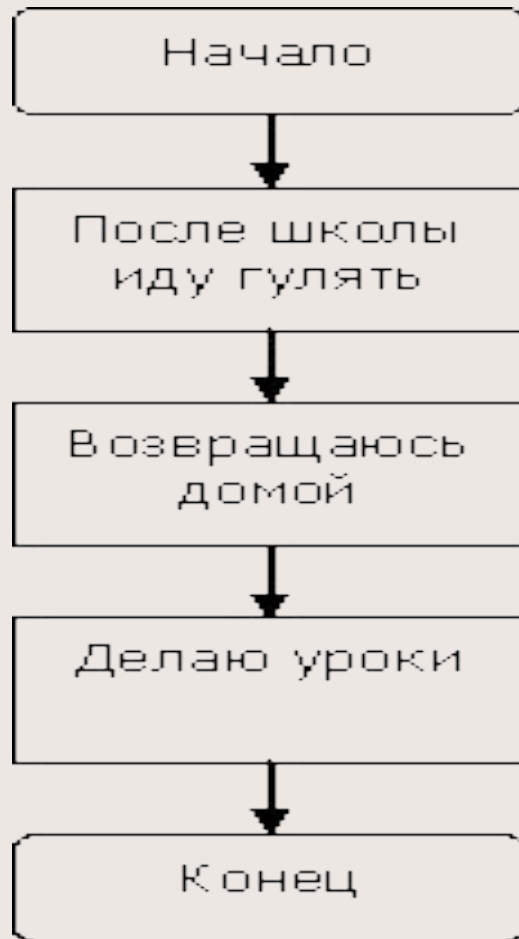 Начало
После школы
иду гулять
Возвращаюсь
домой
Делаю уроки
Конец